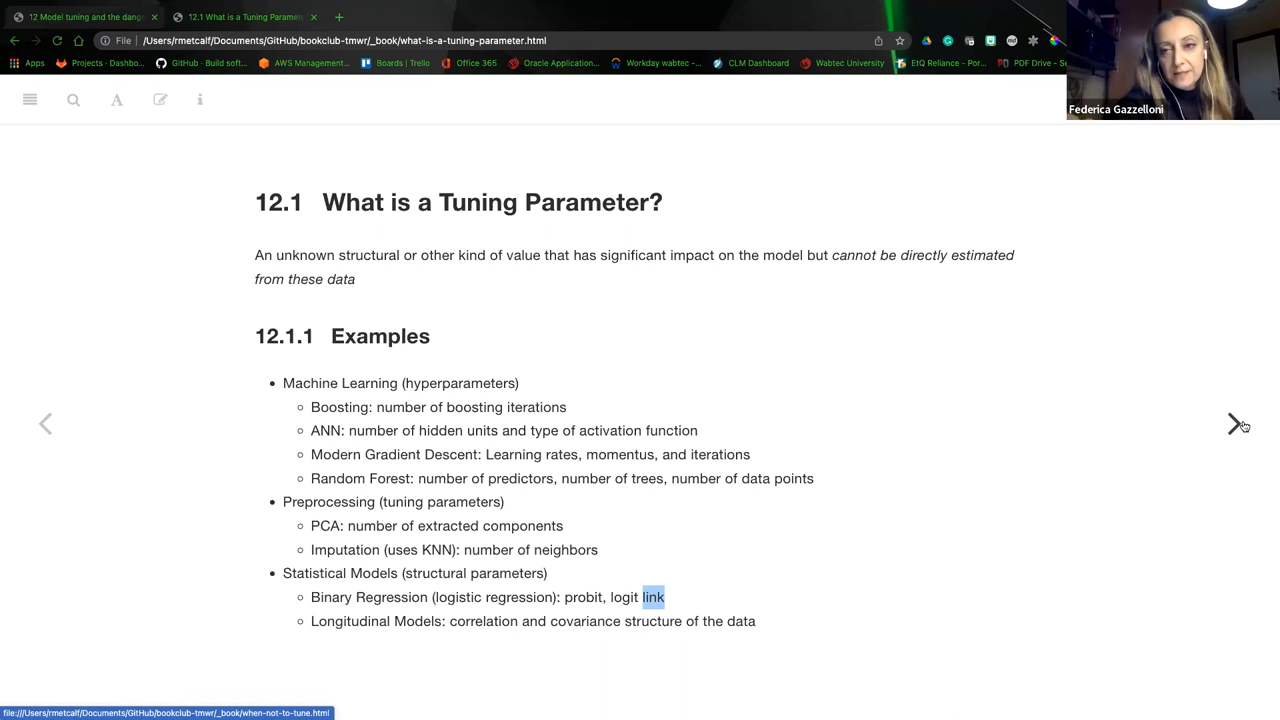 12 Model tuning and the dang
12.1 What is a Tuning Paramet
File
/Users/rmetcalf/Documents/GitHub/bookclub-tmwr/_book/what-is-a-tuning-parameter.html
Apps
Projects - Dashbo...
GitHub - Build soft...
AWS Management...
Boards | Trello
Office 365
Oracle Application...
Workday wabtec -...
CLM Dashboard
Wabtec University
EtQ Reliance - Por...
PDF Drive - Se
Federica Gazzelloni
12.1 What is a Tuning Parameter?
An unknown structural or other kind of value that has significant impact on the model but cannot be directly estimated
from these data
12.1.1 Examples
• Machine Learning (hyperparameters)
○ Boosting: number of boosting iterations
○ ANN: number of hidden units and type of activation function
○ Modern Gradient Descent: Learning rates, momentus, and iterations
○ Random Forest: number of predictors, number of trees, number of data points
• Preprocessing (tuning parameters)
○ PCA: number of extracted components
○ Imputation (uses KNN): number of neighbors
• Statistical Models (structural parameters)
○ Binary Regression (logistic regression): probit, logit link
○ Longitudinal Models: correlation and covariance structure of the data
file:///Users/rmetcalf/Documents/GitHub/bookclub-tmwr/_book/when-not-to-tune.html